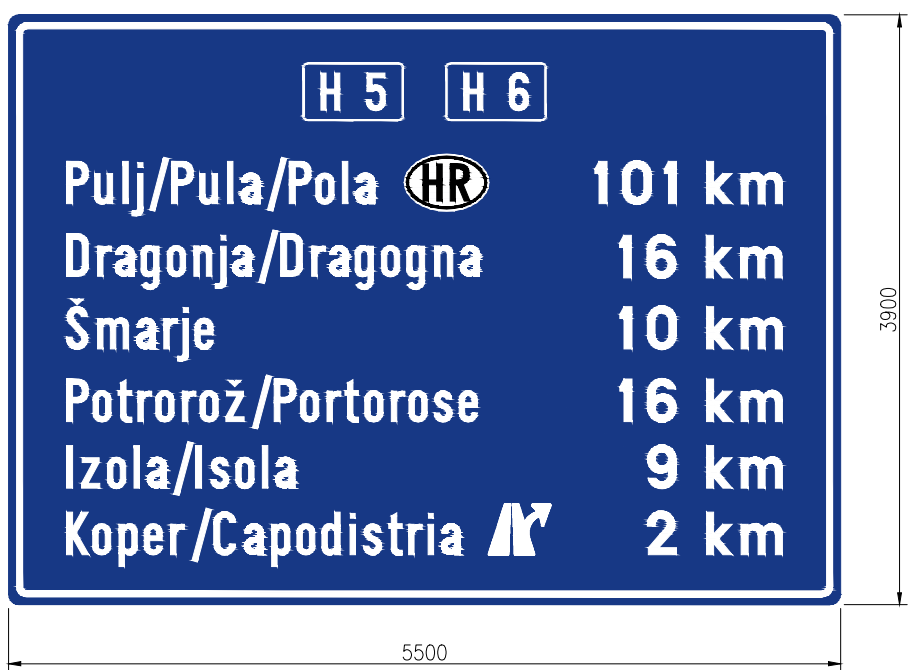 H 5 H 6
Pulj/Pula/Pola HR 101 km
Dragonja/Dragogna 16 km
Šmarje 10 km
Potrorož/Portorose 16 km
Izola/Isola 9 km
Koper/Capodistria 2 km
3900
5500